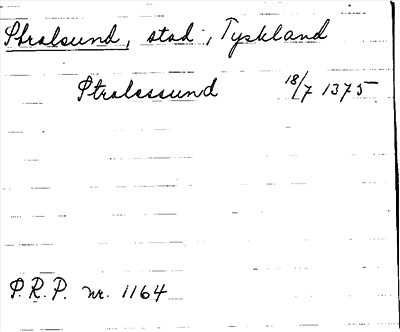 Stralsund, stad, Tyskland
Stralessund 18/7 1375
P.R.P. nr. 1164